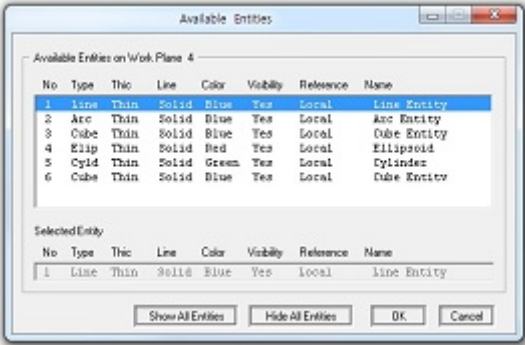 Available Entities
Available Entities on Work Plane 4
No Type Thic Line Color Visibility Reference Name
1 Line Thin Solid Blue Yes Local Line Entity
2 Arc Thin Solid Blue Yes Local Arc Entity
3 Cube Thin Solid Blue Yes Local Cube Entity
4 Elip Thin Solid Red Yes Local Ellipsoid
5 Cyld Thin Solid Green Yes Local Cylinder
6 Cube Thin Solid Blue Yes Local Cube Entity
Selected Entity
No Type Thic Line Color Visibility Reference Name
1 Line Thin Solid Blue Yes Local Line Entity
Show All Entities Hide All Entities OK Cancel